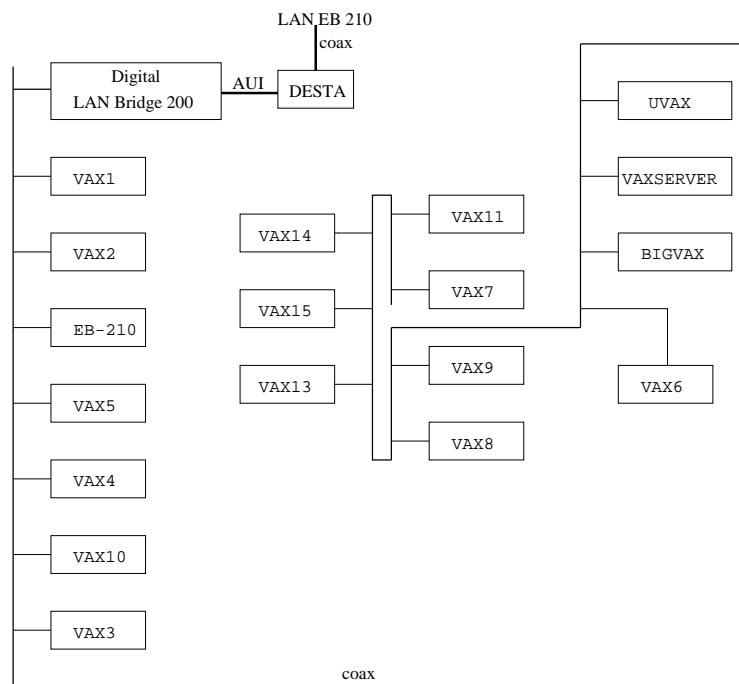 LAN EB 210
coax
Digital
LAN Bridge 200
AUI
DESTA
UVAX
VAX1
VAXSERVER
VAX11
VAX14
VAX2
BIGVAX
VAX7
VAX15
EB-210
VAX9
VAX13
VAX6
VAX5
VAX8
VAX4
VAX10
VAX3
coax